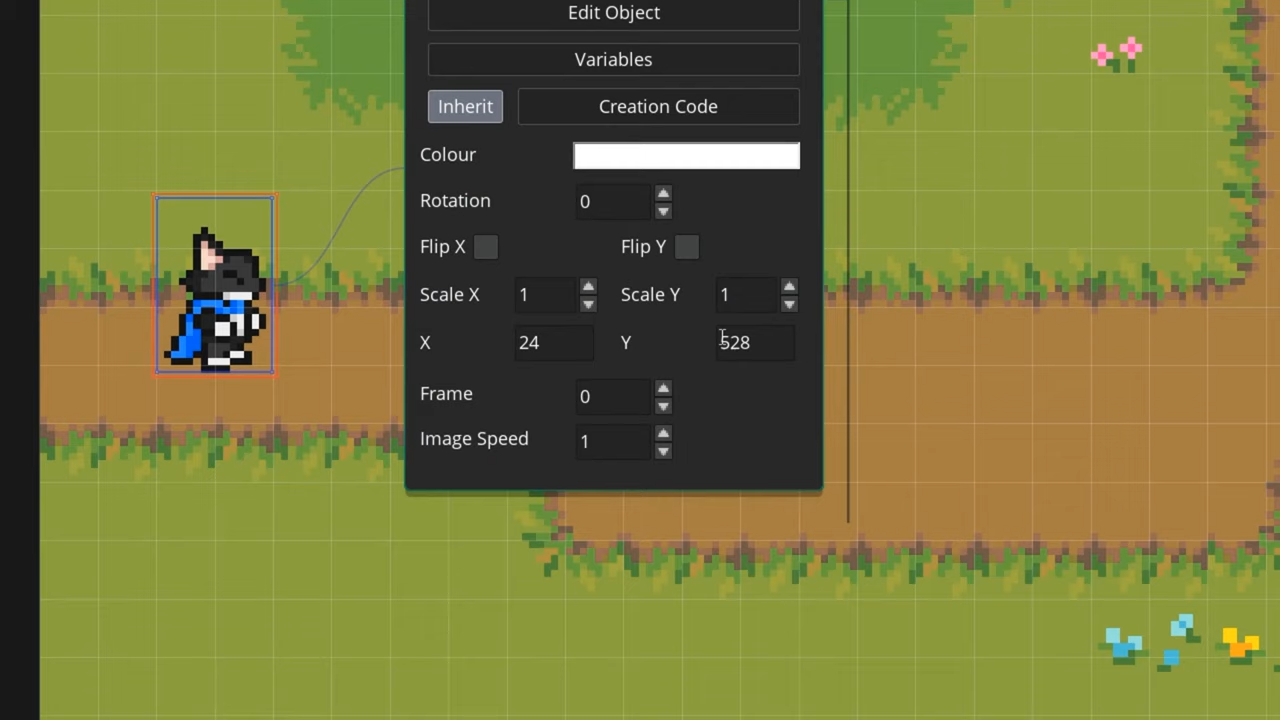 Edit Object
Variables
Inherit Creation Code
Colour
Rotation 0
Flip X Flip Y
Scale X 1 Scale Y 1
X 24 Y 528
Frame 0
Image Speed 1